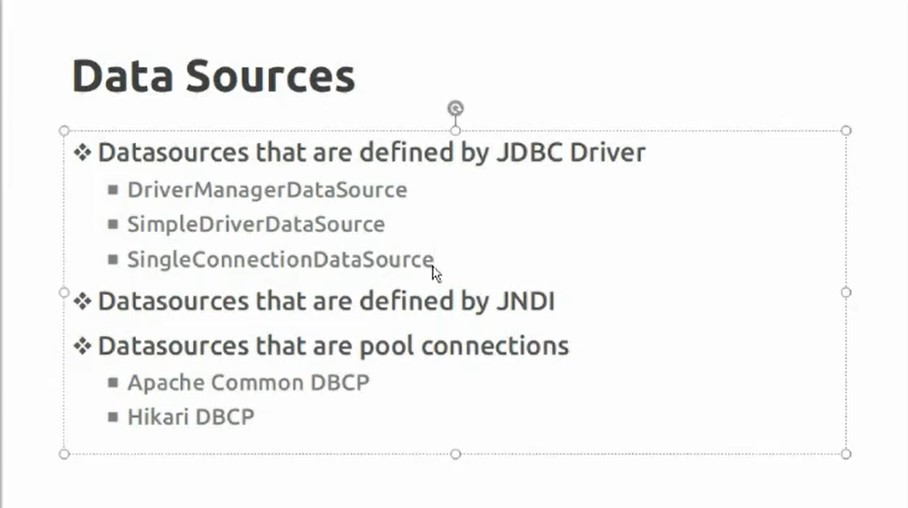 Data Sources
Datasources that are defined by JDBC Driver
DriverManagerDataSource
SimpleDriverDataSource
SingleConnectionDataSource
Datasources that are defined by JNDI
Datasources that are pool connections
Apache Common DBCP
Hikari DBCP